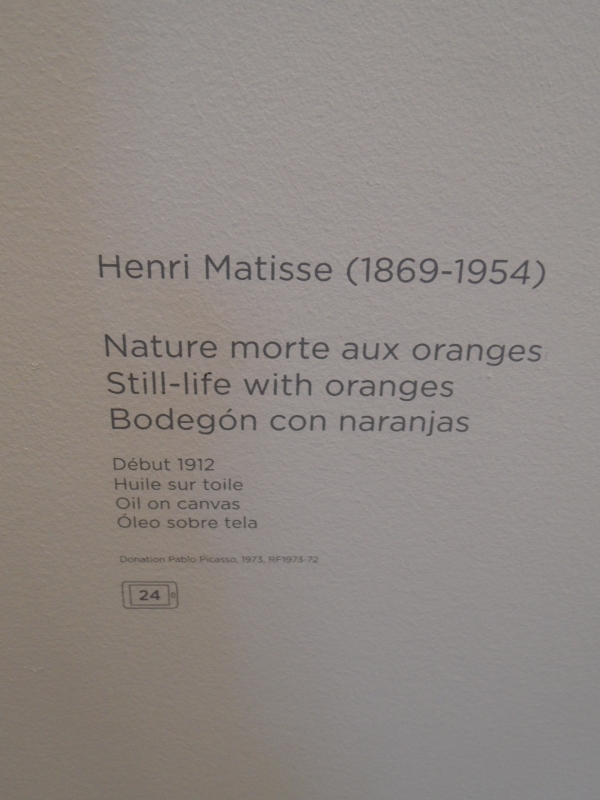 Henri Matisse (1869-1954)
Nature morte aux oranges
Still-life with oranges
Bodegón con naranjas
Début 1912
Huile sur toile
Oil on canvas
Óleo sobre tela
Donation Pablo Picasso, 1973, RF1973-72
24